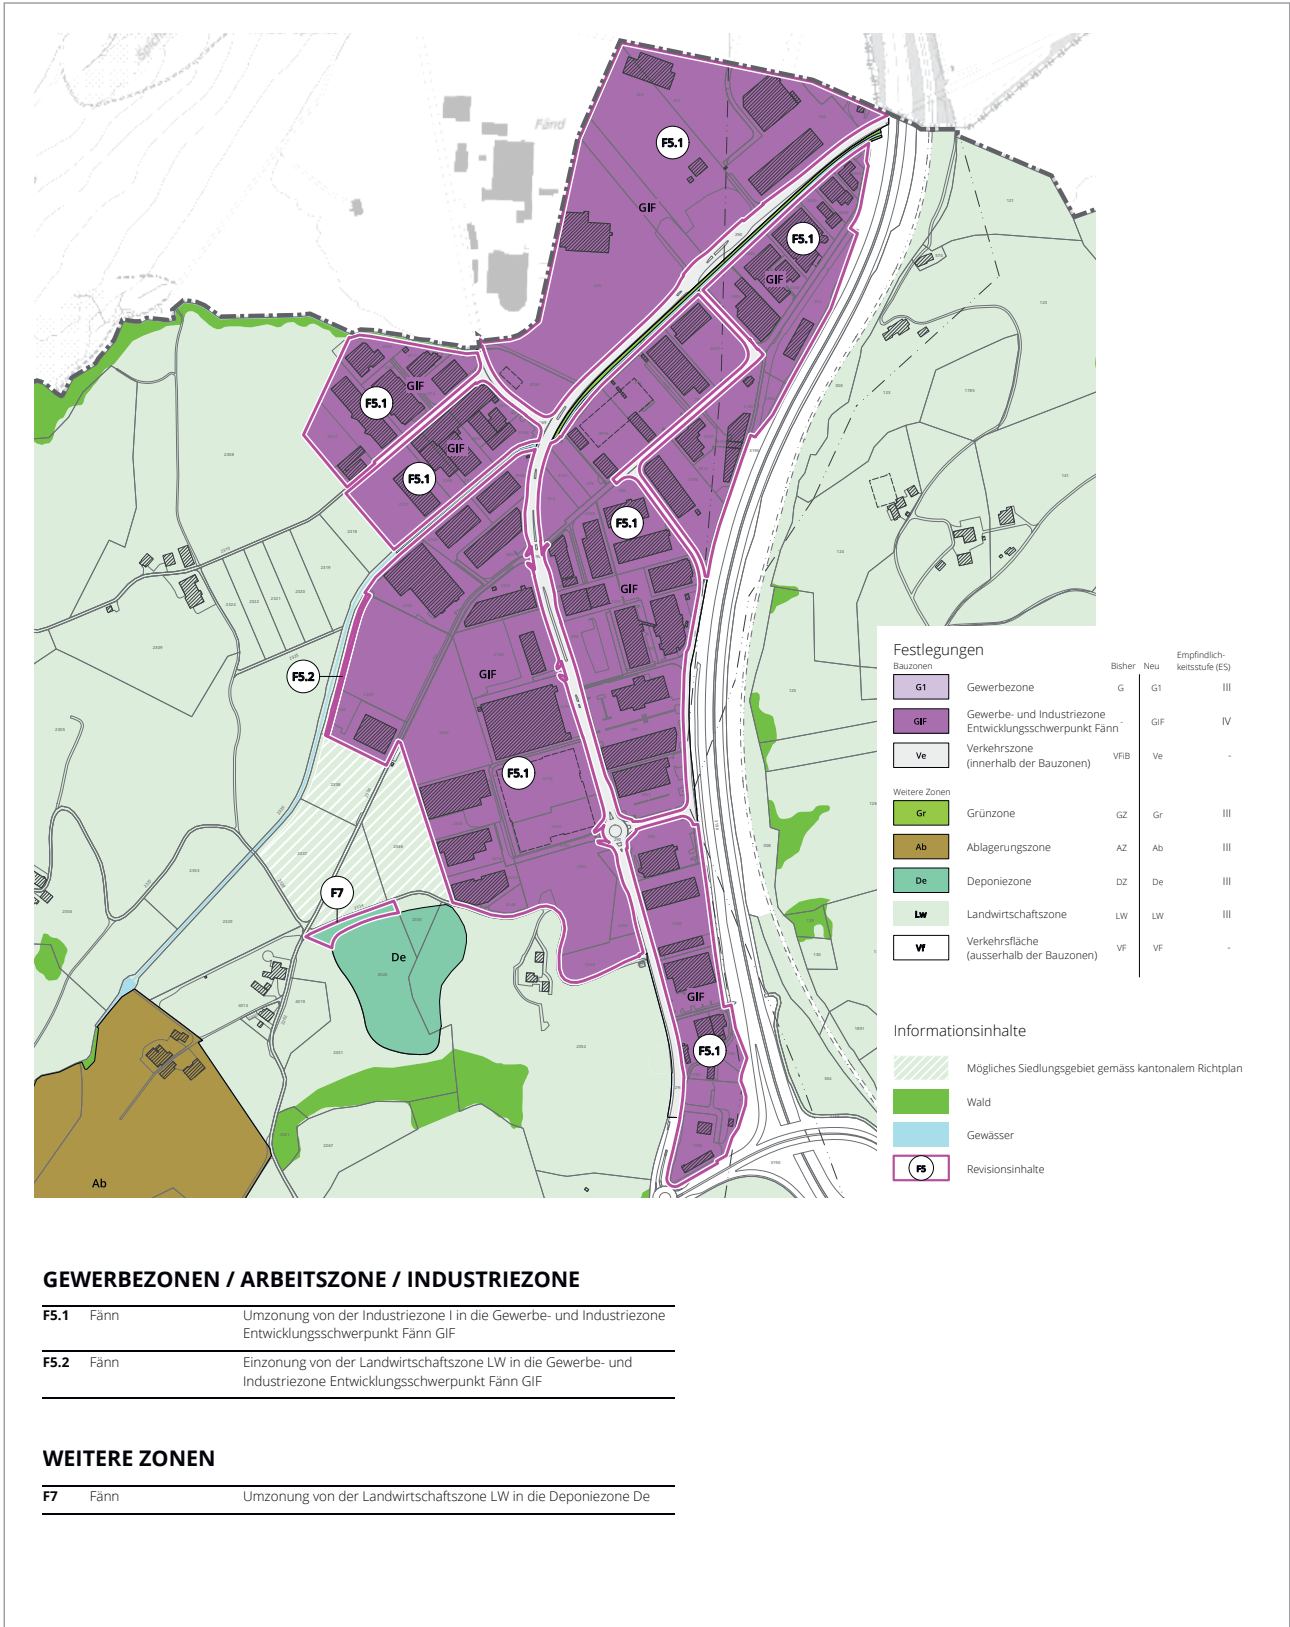 Fänd
F5.1
GIF
F5.1
GIF
GIF
F5.1
GIF
F5.1
F5.1
GIF
F5.2
GIF
F5.1
F7
De
GIF
F5.1
Ab
Festlegungen
Bauzonen Bisher Neu Empfindlich-
keitsstufe (ES)
G1 Gewerbezone G G1 III
GIF Gewerbe- und Industriezone
Entwicklungsschwerpunkt Fänn - GIF IV
Ve Verkehrszone
(innerhalb der Bauzonen) VFiB Ve -
Weitere Zonen
Gr Grünzone GZ Gr III
Ab Ablagerungszone AZ Ab III
De Deponiezone DZ De III
Lw Landwirtschaftzone LW LW III
Vf Verkehrsfläche
(ausserhalb der Bauzonen) VF VF -
Informationsinhalte
Mögliches Siedlungsgebiet gemäss kantonalem Richtplan
Wald
Gewässer
F5 Revisionsinhalte
GEWERBEZONEN / ARBEITSZONE / INDUSTRIEZONE
F5.1 Fänn Umzonung von der Industriezone I in die Gewerbe- und Industriezone
Entwicklungsschwerpunkt Fänn GIF
F5.2 Fänn Einzonung von der Landwirtschaftszone LW in die Gewerbe- und
Industriezone Entwicklungsschwerpunkt Fänn GIF
WEITERE ZONEN
F7 Fänn Umzonung von der Landwirtschaftszone LW in die Deponiezone De